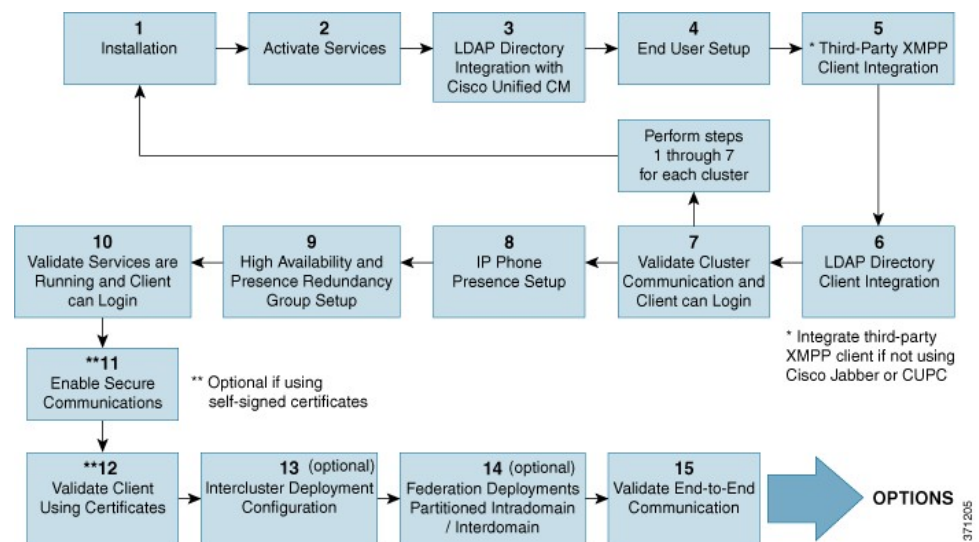 1
Installation
2
Activate Services
3
LDAP Directory
Integration with
Cisco Unified CM
4
End User Setup
5
* Third-Party XMPP
Client Integration
Perform steps
1 through 7
for each cluster
10
Validate Services are
Running and Client
can Login
9
High Availability and
Presence Redundancy
Group Setup
8
IP Phone
Presence Setup
7
Validate Cluster
Communication and
Client can Login
6
LDAP Directory
Client Integration
* Integrate third-party
XMPP client if not using
Cisco Jabber or CUPC
**11
Enable Secure
Communications
** Optional if using
self-signed certificates
**12
Validate Client
Using Certificates
13 (optional)
Intercluster Deployment
Configuration
14 (optional)
Federation Deployments
Partitioned Intradomain
/ Interdomain
15
Validate End-to-End
Communication
OPTIONS
371205